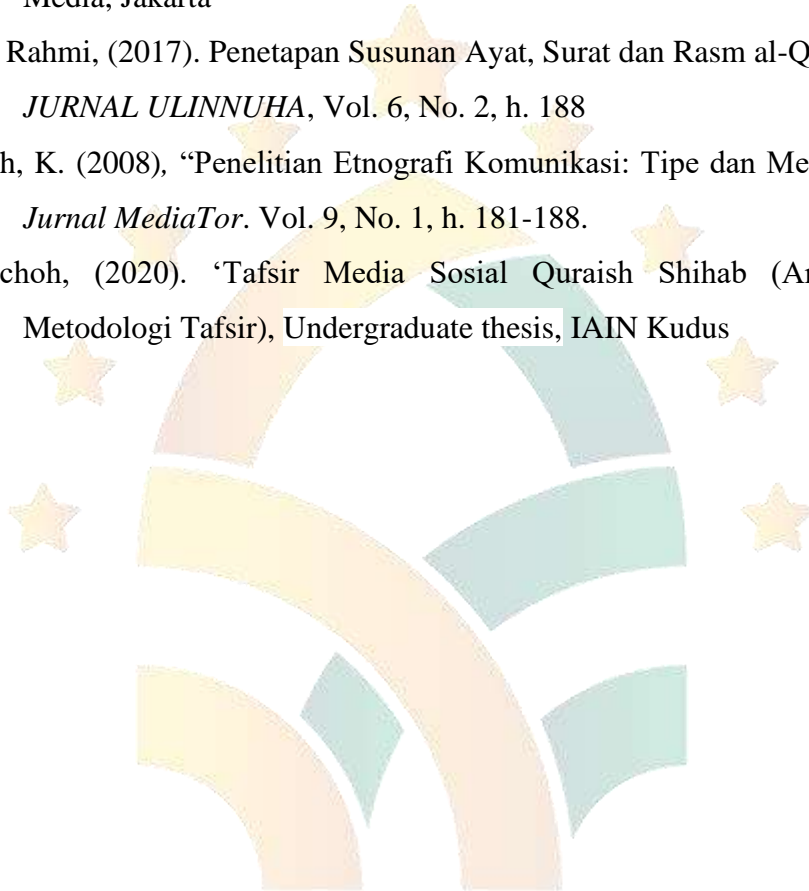 Media, Jakarta
Rahmi, (2017). Penetapan Susunan Ayat, Surat dan Rasm al-Q
JURNAL ULINNUHA, Vol. 6, No. 2, h. 188
h, K. (2008), “Penelitian Etnografi Komunikasi: Tipe dan Me
Jurnal MediaTor. Vol. 9, No. 1, h. 181-188.
choh, (2020). ‘Tafsir Media Sosial Quraish Shihab (An
Metodologi Tafsir), Undergraduate thesis, IAIN Kudus